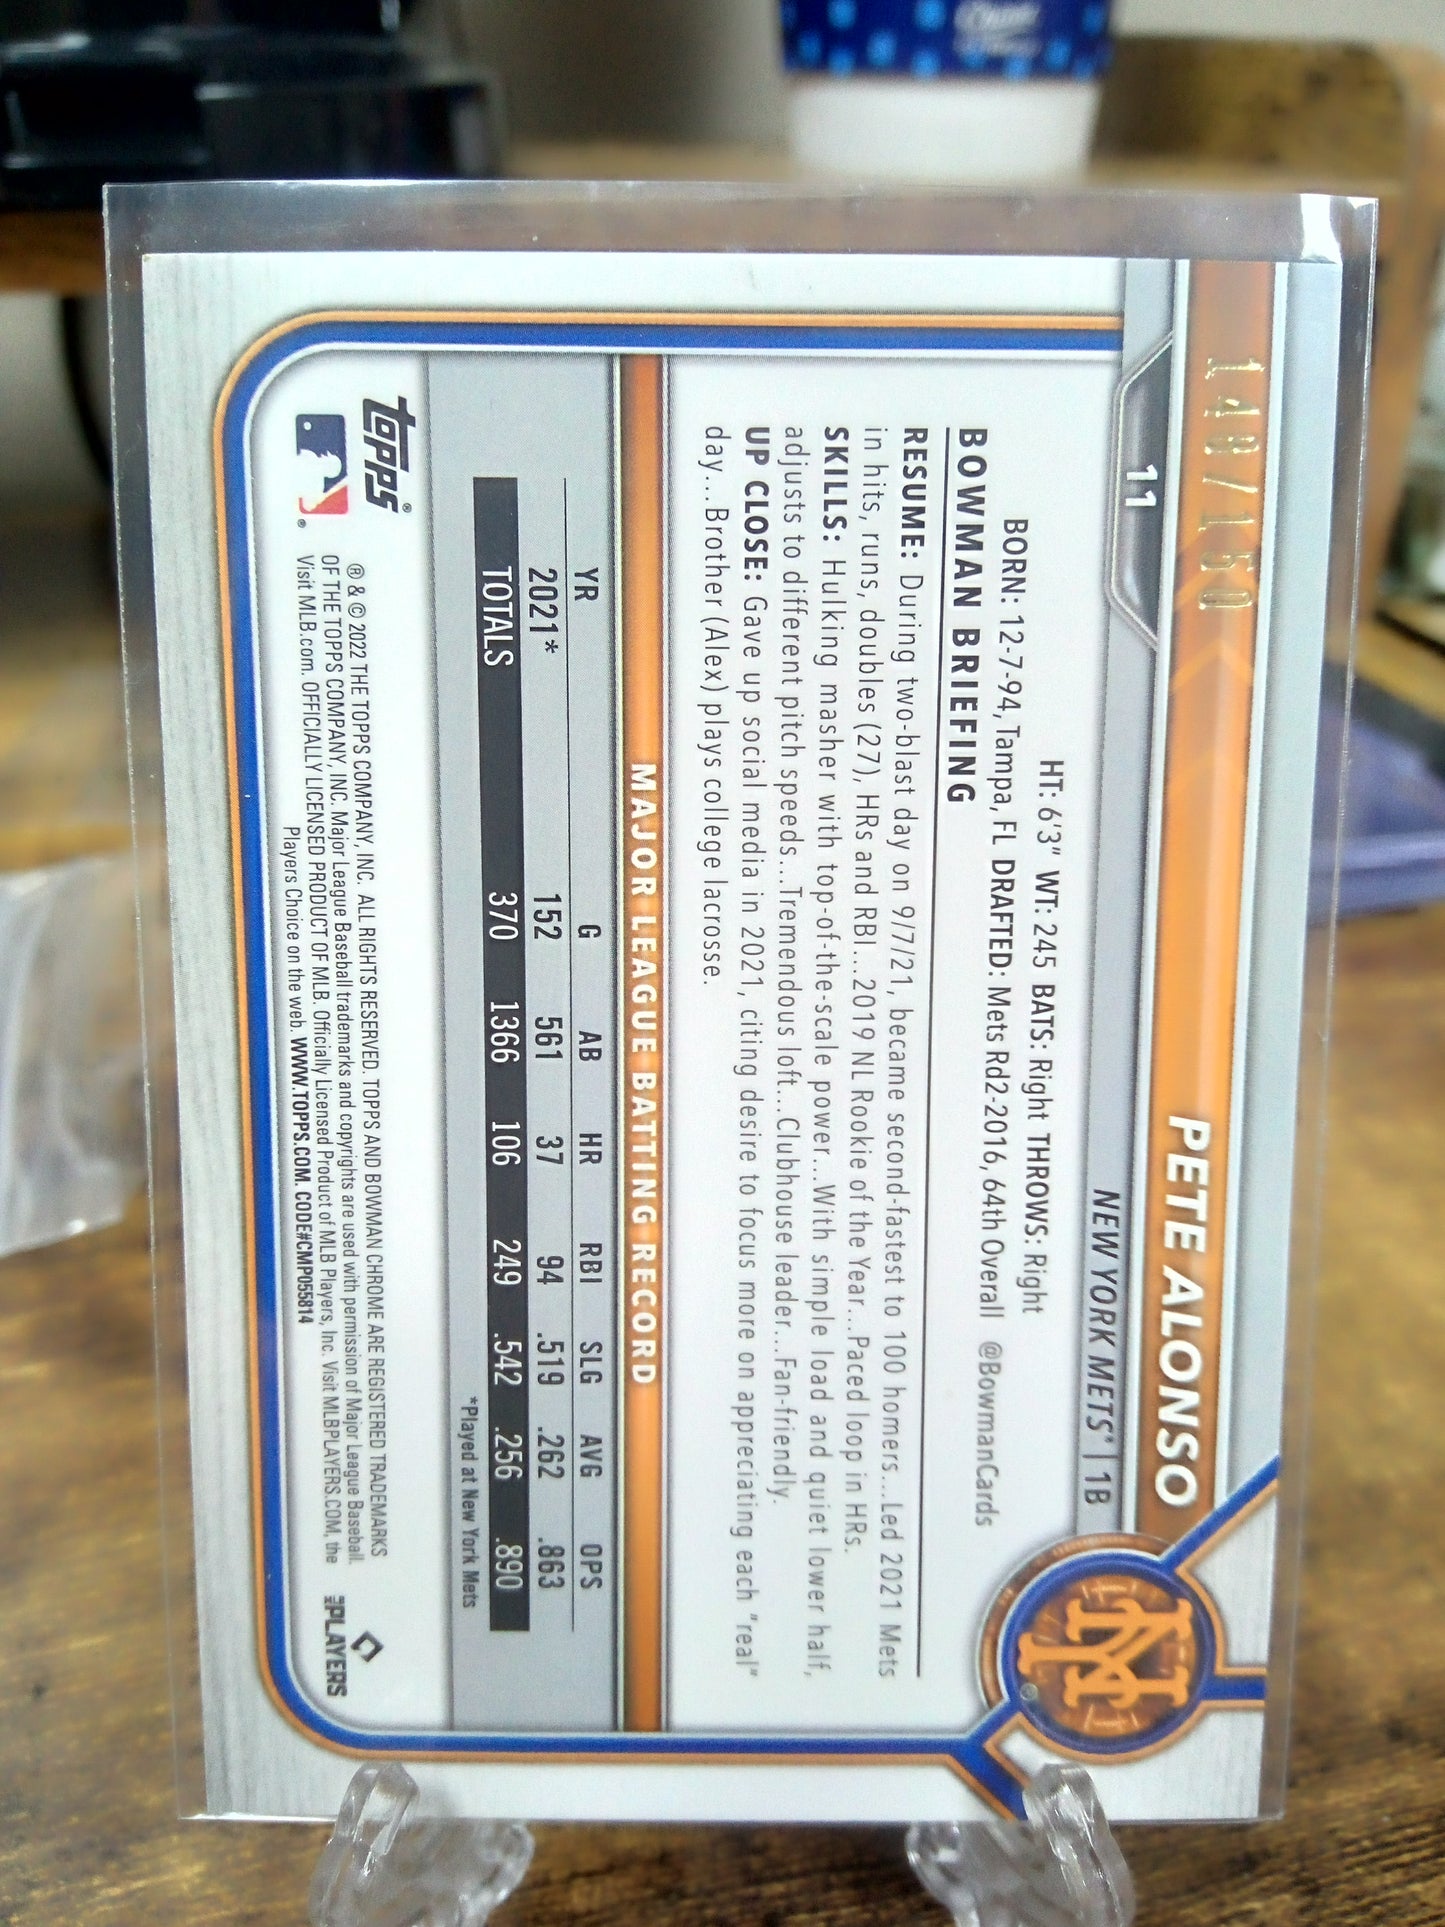 148/150
PETE ALONSO
11
NEW YORK METS® | 1B
HT: 6'3" WT: 245 BATS: Right THROWS: Right
BORN: 12-7-94, Tampa, FL DRAFTED: Mets Rd2-2016, 64th Overall @BowmanCards
BOWMAN BRIEFING
RESUME: During two-blast day on 9/7/21, became second-fastest to 100 homers...Led 2021 Mets
in hits, runs, doubles (27), HRs and RBI...2019 NL Rookie of the Year...Paced loop in HRs.
SKILLS: Hulking masher with top-of-the-scale power...With simple load and quiet lower half,
adjusts to different pitch speeds...Tremendous loft...Clubhouse leader...Fan-friendly.
UP CLOSE: Gave up social media in 2021, citing desire to focus more on appreciating each "real"
day...Brother (Alex) plays college lacrosse.
MAJOR LEAGUE BATTING RECORD
YR G AB HR RBI SLG AVG OPS
2021* 152 561 37 94 .519 .262 .863
TOTALS 370 1366 106 249 .542 .256 .890
*Played at New York Mets
topps®
® & © 2022 THE TOPPS COMPANY, INC. ALL RIGHTS RESERVED. TOPPS AND BOWMAN CHROME ARE REGISTERED TRADEMARKS
OF THE TOPPS COMPANY, INC. Major League Baseball trademarks and copyrights are used with permission of Major League Baseball.
Visit MLB.com. OFFICIALLY LICENSED PRODUCT OF MLB. Officially Licensed Product of MLB Players, Inc. Visit MLBPLAYERS.COM, the
Players Choice on the web. WWW.TOPPS.COM. CODE#CMP055814
PLAYERS